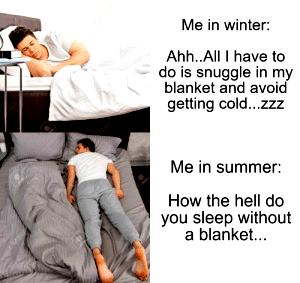 Me in winter:
Ahh..All I have to
do is snuggle in my
blanket and avoid
getting cold...zzz
Me in summer:
How the hell do
you sleep without
a blanket...